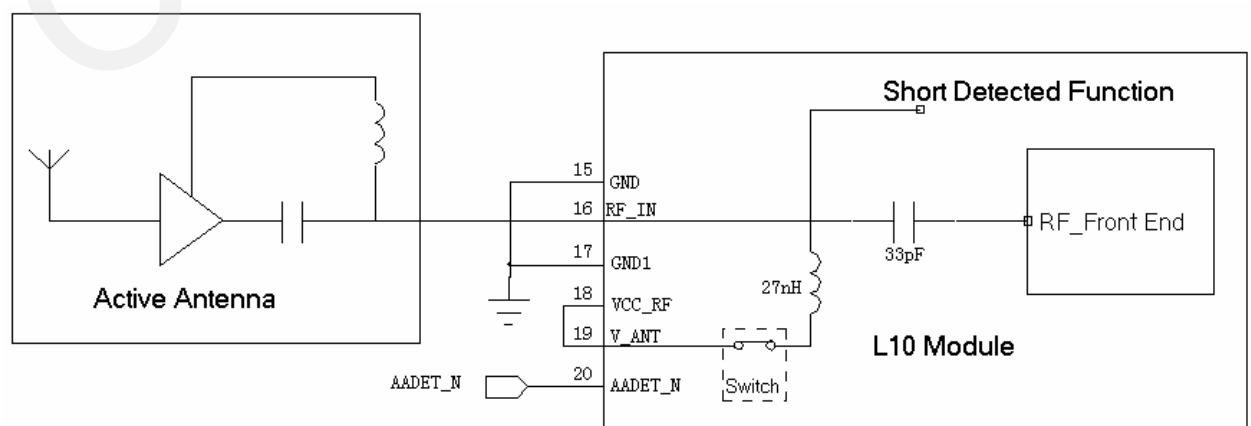 Short Detected Function
15
GND
16
RF_IN
RF_Front End
33pF
17
GND1
Active Antenna
27nH
18
VCC_RF
19
V_ANT
L10 Module
20
AADET_N
AADET_N
Switch